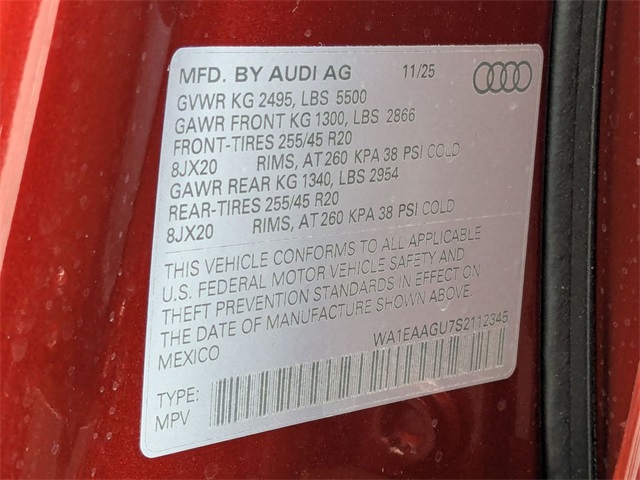 MFD. BY AUDI AG 11/25
GVWR KG 2495, LBS 5500
GAWR FRONT KG 1300, LBS 2866
FRONT-TIRES 255/45 R20
8JX20 RIMS, AT 260 KPA 38 PSI COLD
GAWR REAR KG 1340, LBS 2954
REAR-TIRES 255/45 R20
8JX20 RIMS, AT 260 KPA 38 PSI COLD
THIS VEHICLE CONFORMS TO ALL APPLICABLE
U.S. FEDERAL MOTOR VEHICLE SAFETY AND
THEFT PREVENTION STANDARDS IN EFFECT ON
THE DATE OF MANUFACTURE SHOWN ABOVE.
MEXICO WA1EAAGU7S2112345
TYPE:
MPV